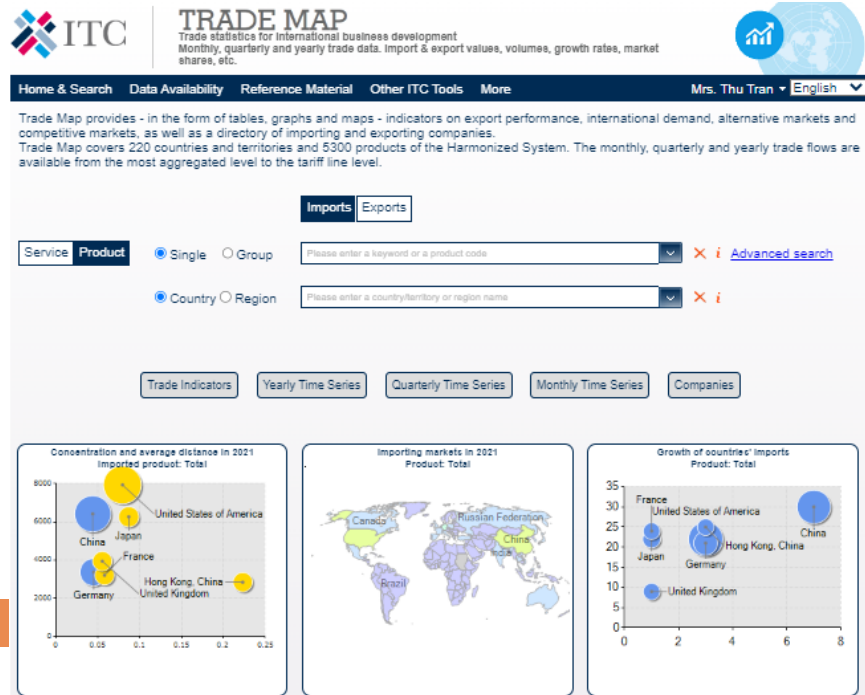 ITC
TRADE MAP
Trade statistics for international business development
Monthly, quarterly and yearly trade data. Import & export values, volumes, growth rates, market
shares, etc.
Home & Search Data Availability Reference Material Other ITC Tools More Mrs. Thu Tran English
Trade Map provides - in the form of tables, graphs and maps - indicators on export performance, international demand, alternative markets and
competitive markets, as well as a directory of importing and exporting companies.
Trade Map covers 220 countries and territories and 5300 products of the Harmonized System. The monthly, quarterly and yearly trade flows are
available from the most aggregated level to the tariff line level.
Imports Exports
Service Product Single Group Please enter a keyword or a product code i Advanced search
Country Region Please enter a country/territory or region name i
Trade Indicators Yearly Time Series Quarterly Time Series Monthly Time Series Companies
Concentration and average distance in 2021
Imported product: Total
8000
6000
4000
2000
0
0 0.05 0.1 0.15 0.2 0.25
United States of America
China
Japan
France
Hong Kong, China
United Kingdom
Germany
Importing markets in 2021
Product: Total
Canada
Russian Federation
China
India
Brazil
Growth of countries' imports
Product: Total
35
30
25
20
15
10
5
0
0 2 4 6 8
France
United States of America
China
Japan
Hong Kong, China
Germany
United Kingdom